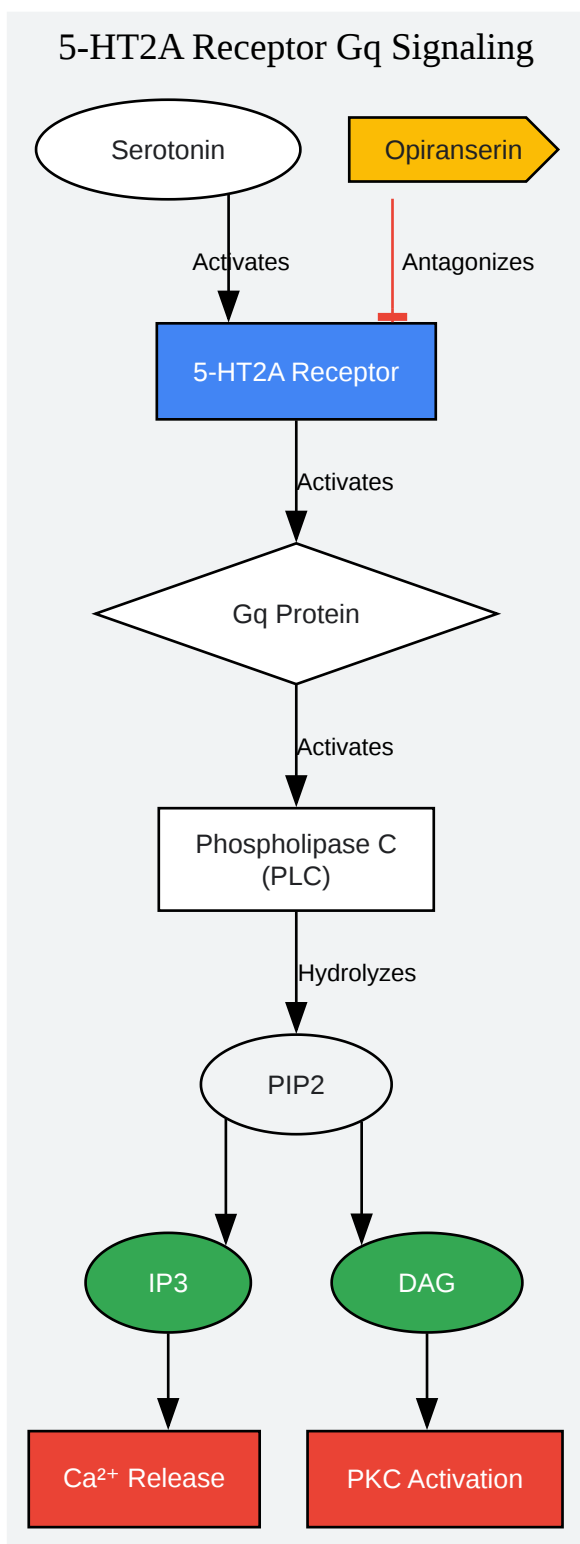 5-HT2A Receptor Gq Signaling
Serotonin
Opiranserin
Activates
Antagonizes
5-HT2A Receptor
Activates
Gq Protein
Activates
Phospholipase C
(PLC)
Hydrolyzes
PIP2
IP3
DAG
Ca²⁺ Release
PKC Activation